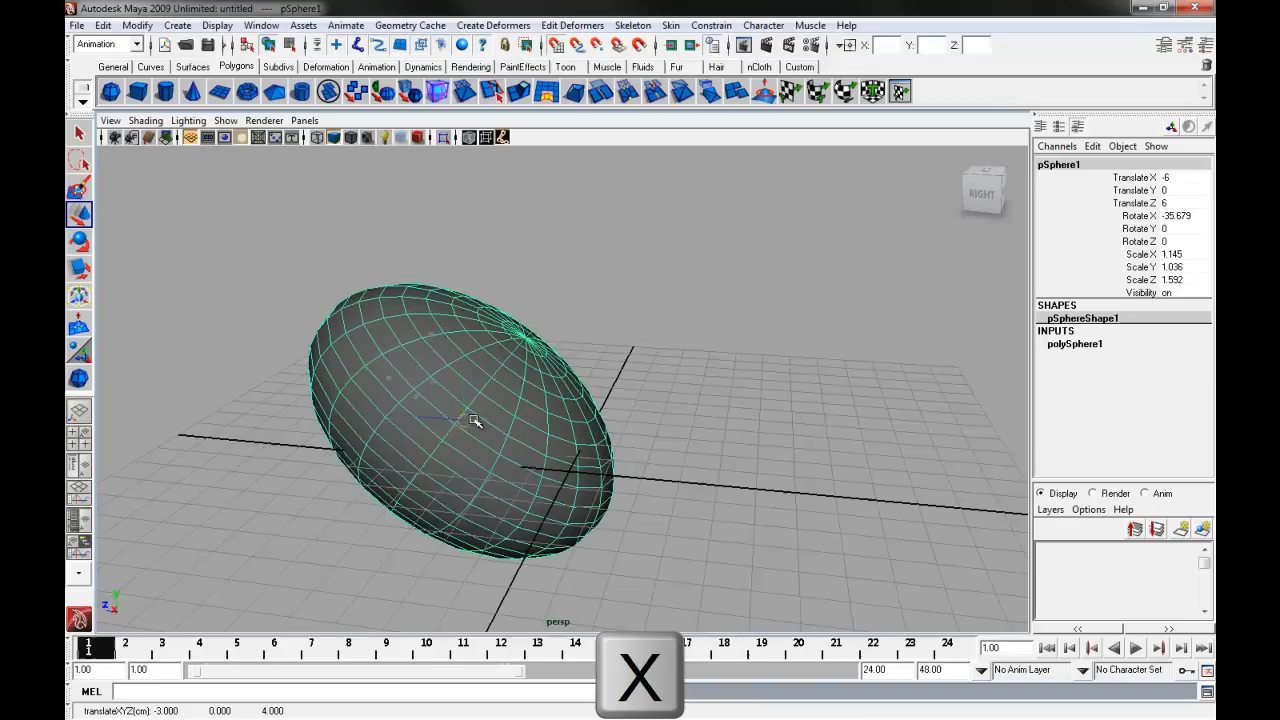 Autodesk Maya 2009 Unlimited: untitled --- pSphere1
File Edit Modify Create Display Window Assets Animate Geometry Cache Create Deformers Edit Deformers Skeleton Skin Constrain Character Muscle Help
Animation X: Y: Z:
General Curves Surfaces Polygons Subdivs Deformation Animation Dynamics Rendering PaintEffects Toon Muscle Fluids Fur Hair nCloth Custom
View Shading Lighting Show Renderer Panels
Channels Edit Object Show
pSphere1
Translate X -6
Translate Y 0
Translate Z 6
Rotate X -35.679
Rotate Y 0
Rotate Z 0
Scale X 1.145
Scale Y 1.036
Scale Z 1.592
Visibility on
SHAPES
pSphereShape1
INPUTS
polySphere1
RIGHT
Display Render Anim
Layers Options Help
y
z x
persp
1 2 3 4 5 6 7 8 9 10 11 12 13 14 17 18 19 20 21 22 23 24
1
1.00
1.00 1.00 24.00 48.00 No Anim Layer No Character Set
X
MEL
translateXYZ(cm): -3.000 0.000 4.000